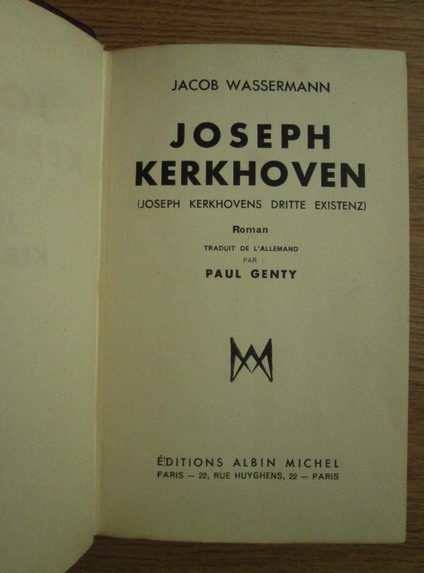 JACOB WASSERMANN
JOSEPH
KERKHOVEN
(JOSEPH KERKHOVENS DRITTE EXISTENZ)
Roman
TRADUIT DE L'ALLEMAND
PAR
PAUL GENTY
ÉDITIONS ALBIN MICHEL
PARIS — 22, RUE HUYGHENS, 22 — PARIS